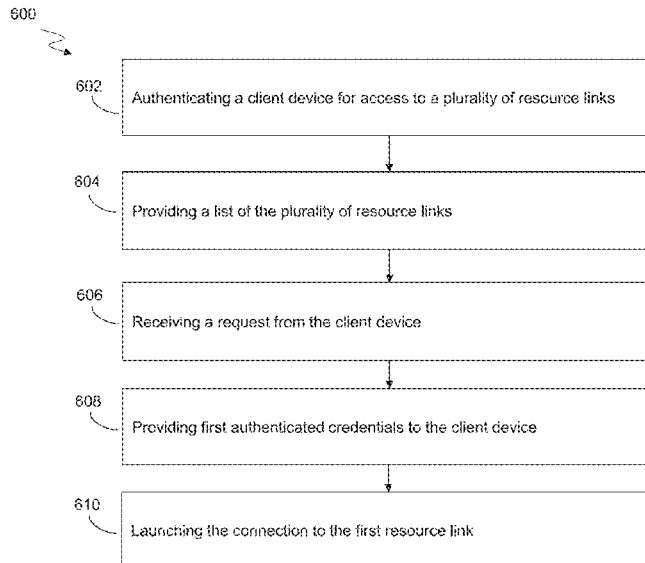 600
602
Authenticating a client device for access to a plurality of resource links
604
Providing a list of the plurality of resource links
606
Receiving a request from the client device
608
Providing first authenticated credentials to the client device
610
Launching the connection to the first resource link